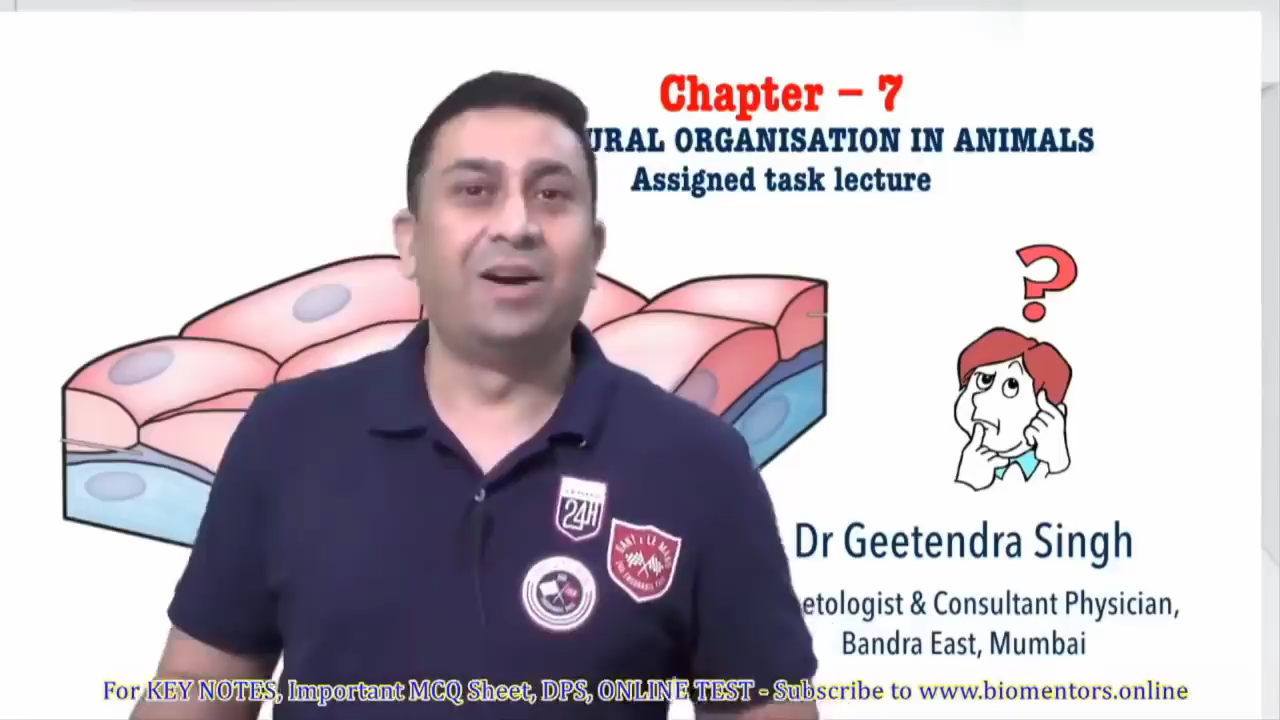 Chapter – 7
URAL ORGANISATION IN ANIMALS
Assigned task lecture
?
24H
Dr Geetendra Singh
etologist & Consultant Physician,
Bandra East, Mumbai
For KEY NOTES, Important MCQ Sheet, DPS, ONLINE TEST - Subscribe to www.biomentors.online